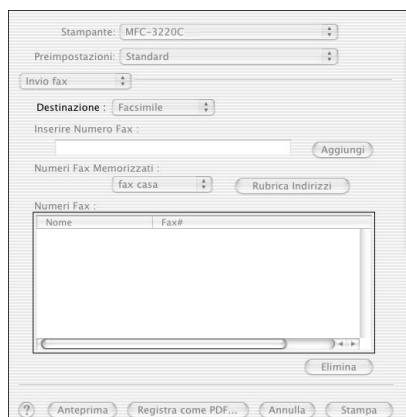 Stampante: MFC-3220C
Preimpostazioni: Standard
Invio fax
Destinazione : Facsimile
Inserire Numero Fax :
Aggiungi
Numeri Fax Memorizzati :
fax casa Rubrica Indirizzi
Numeri Fax :
Nome Fax#
Elimina
? Anteprima Registra come PDF... Annulla Stampa